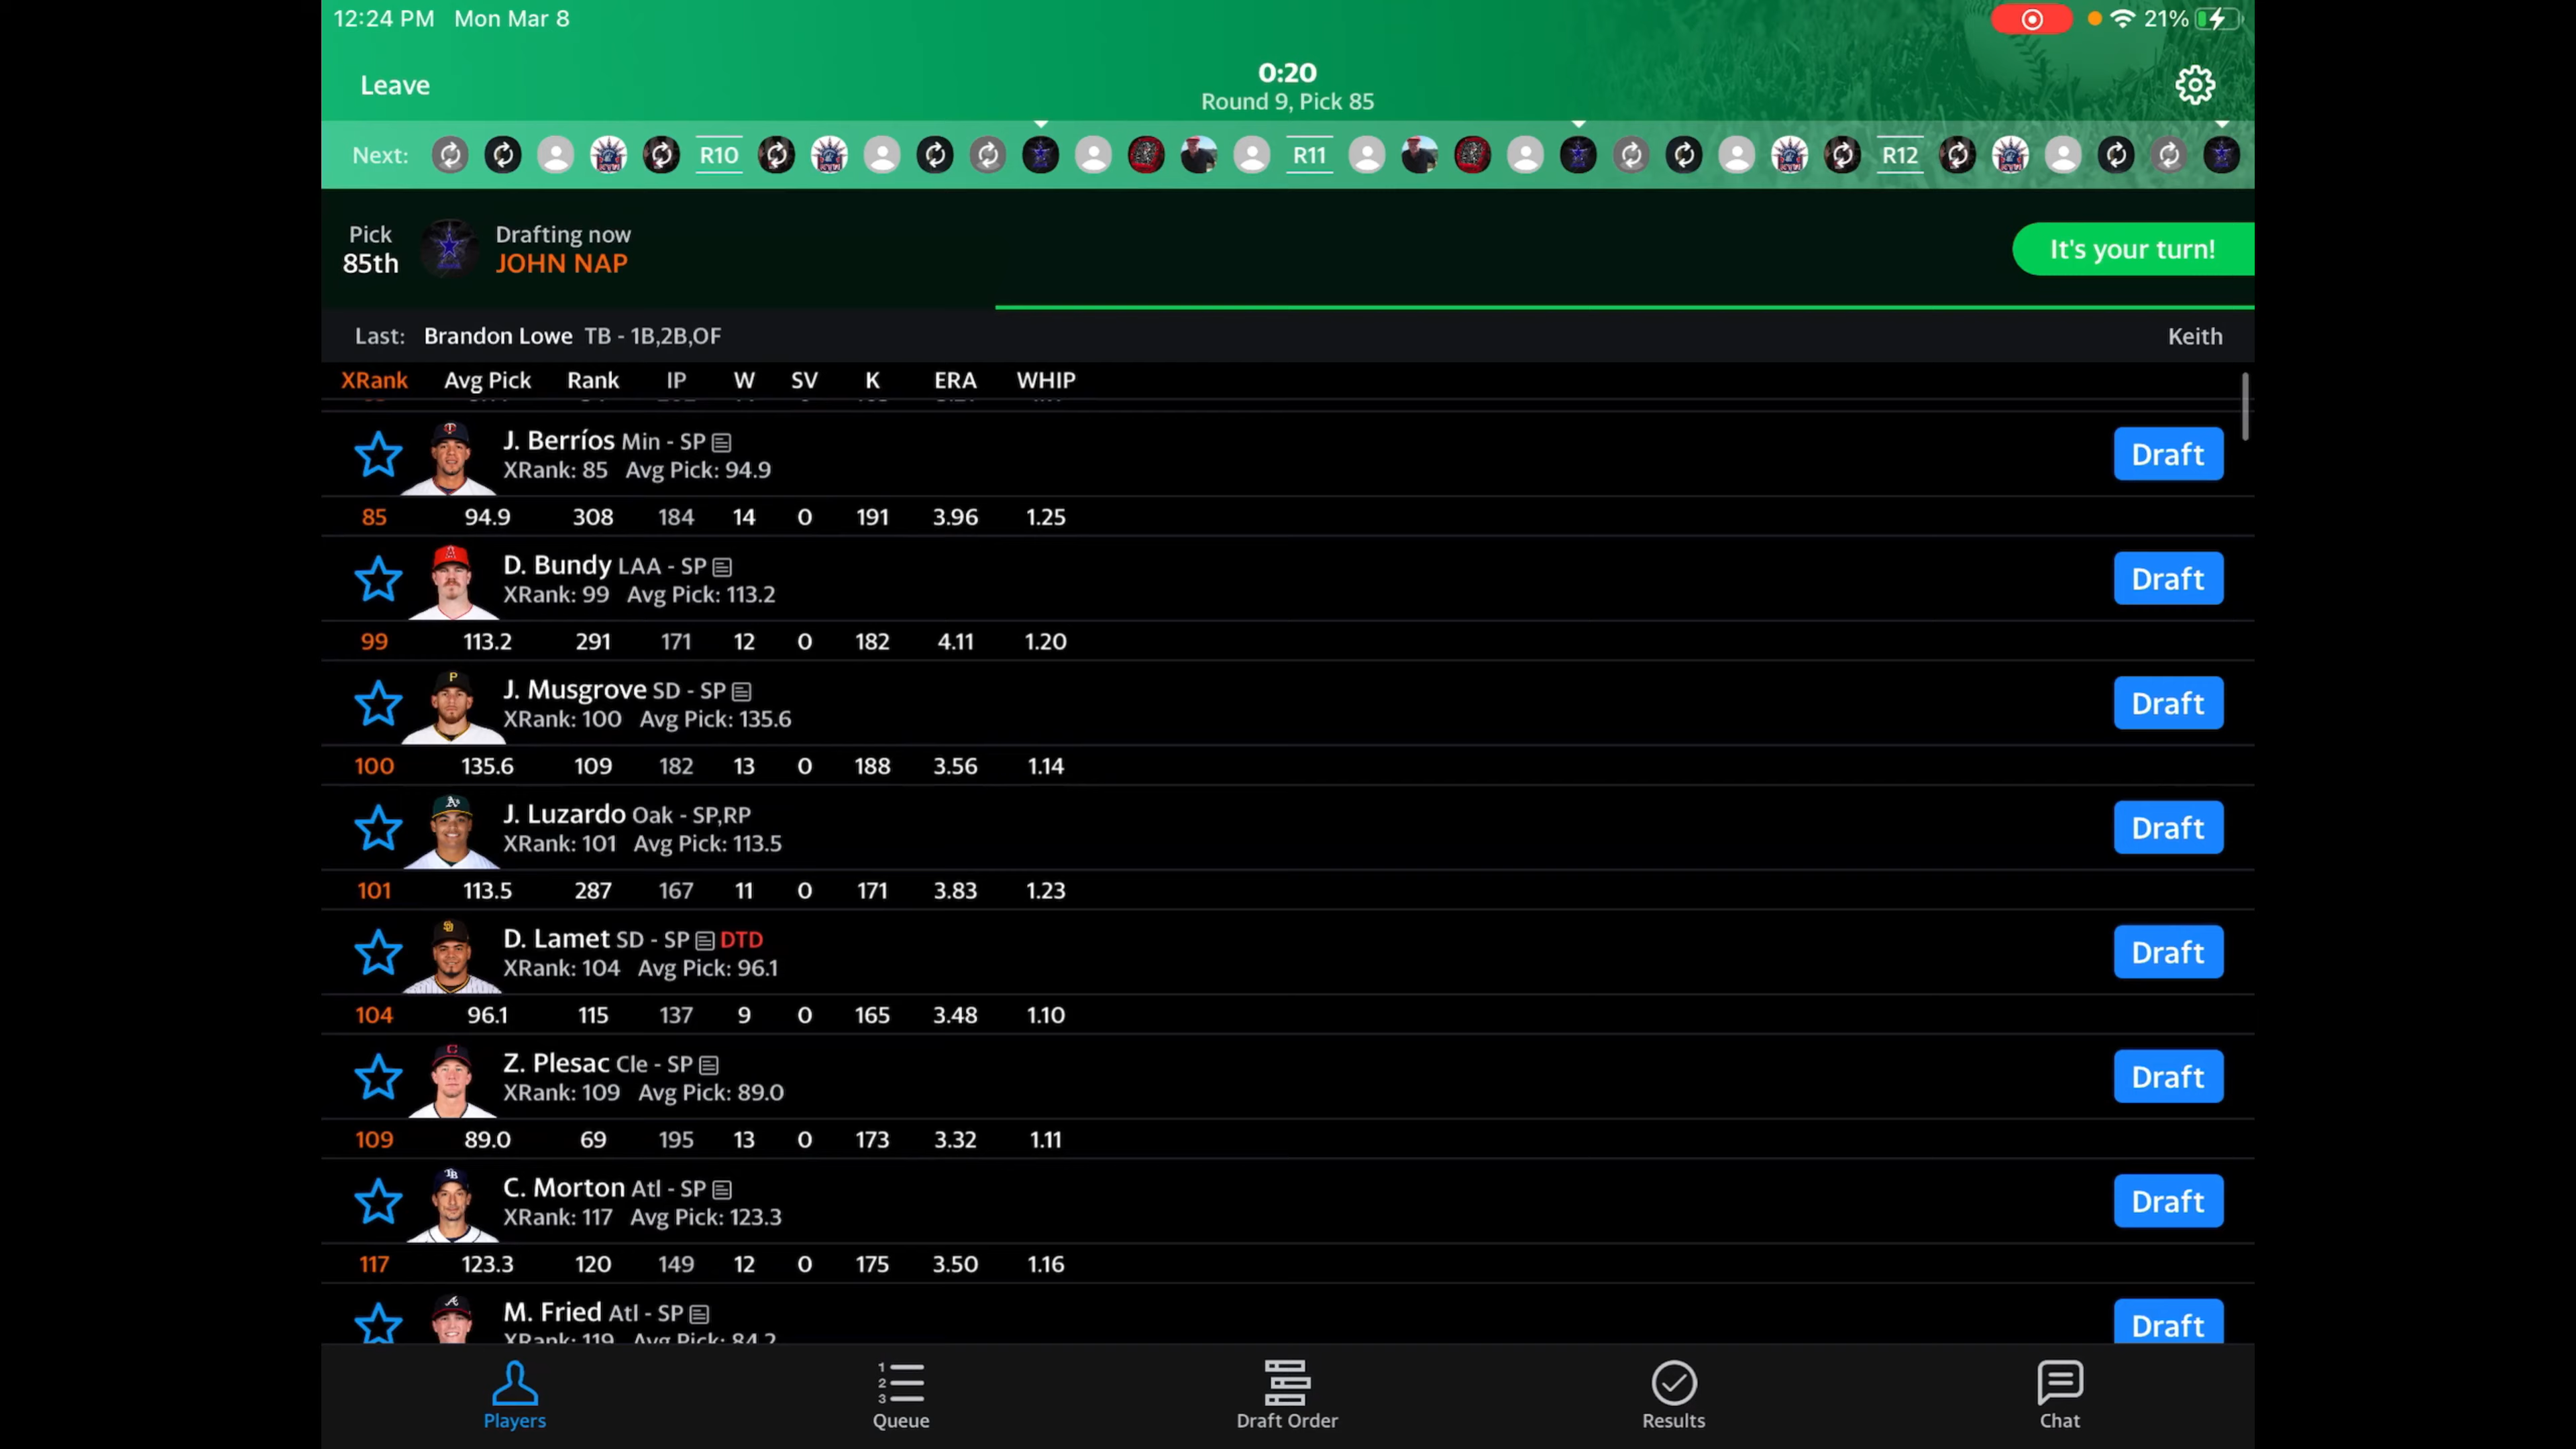 12:24 PM Mon Mar 8
21%
Leave
0:20
Round 9, Pick 85
Next: R10 R11 R12
Pick
85th
Drafting now
JOHN NAP
It's your turn!
Last: Brandon Lowe TB - 1B,2B,OF Keith
XRank Avg Pick Rank IP W SV K ERA WHIP
J. Berríos Min - SP
XRank: 85 Avg Pick: 94.9
Draft
85 94.9 308 184 14 0 191 3.96 1.25
D. Bundy LAA - SP
XRank: 99 Avg Pick: 113.2
Draft
99 113.2 291 171 12 0 182 4.11 1.20
J. Musgrove SD - SP
XRank: 100 Avg Pick: 135.6
Draft
100 135.6 109 182 13 0 188 3.56 1.14
J. Luzardo Oak - SP,RP
XRank: 101 Avg Pick: 113.5
Draft
101 113.5 287 167 11 0 171 3.83 1.23
D. Lamet SD - SP DTD
XRank: 104 Avg Pick: 96.1
Draft
104 96.1 115 137 9 0 165 3.48 1.10
Z. Plesac Cle - SP
XRank: 109 Avg Pick: 89.0
Draft
109 89.0 69 195 13 0 173 3.32 1.11
C. Morton Atl - SP
XRank: 117 Avg Pick: 123.3
Draft
117 123.3 120 149 12 0 175 3.50 1.16
M. Fried Atl - SP
XRank: 119 Avg Pick: 84.2
Draft
Players
1 2 3
Queue
Draft Order
Results
Chat